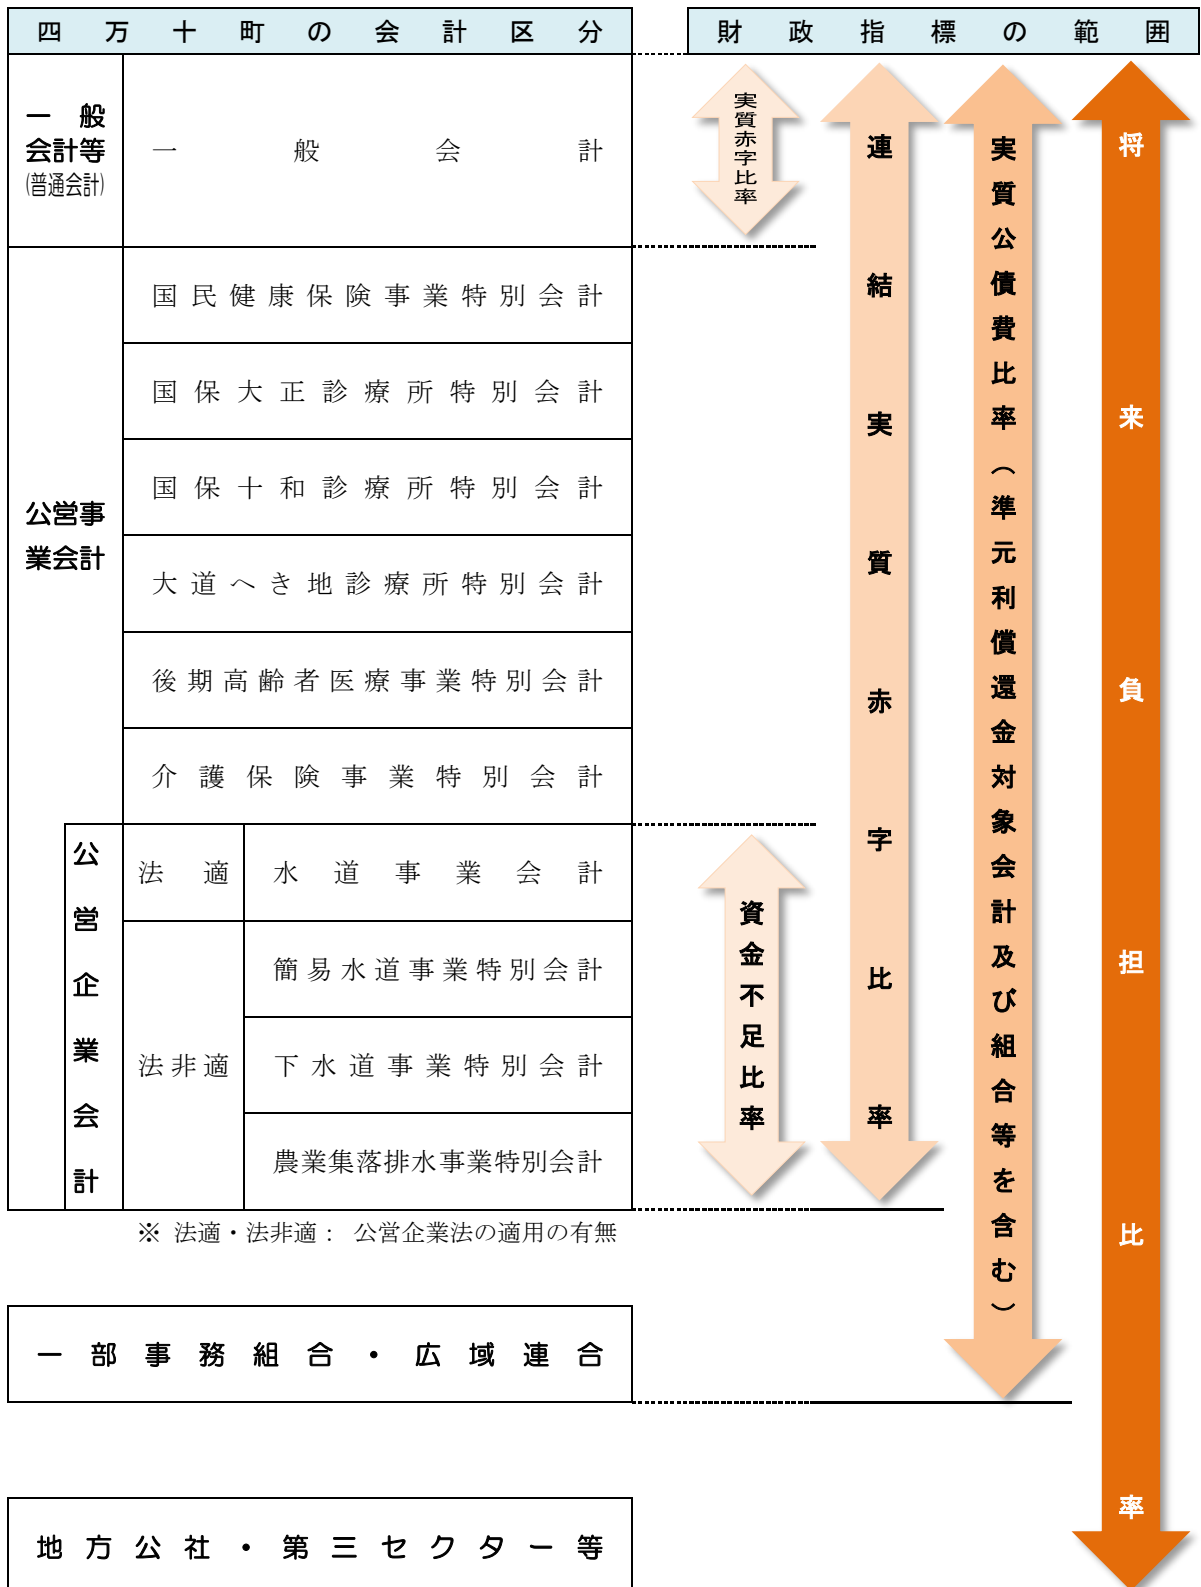 四万十町の会計区分
財政指標の範囲
一般
会計等
(普通会計)
一般会計
公営事
業会計
国民健康保険事業特別会計
国保大正診療所特別会計
国保十和診療所特別会計
大道へき地診療所特別会計
後期高齢者医療事業特別会計
介護保険事業特別会計
公営企業会計
法適
水道事業会計
法非適
簡易水道事業特別会計
下水道事業特別会計
農業集落排水事業特別会計
※ 法適・法非適： 公営企業法の適用の有無
一部事務組合・広域連合
地方公社・第三セクター等
実質赤字比率
資金不足比率
連結実質赤字比率
実質公債費比率（準元利償還金対象会計及び組合等を含む）
将来負担比率